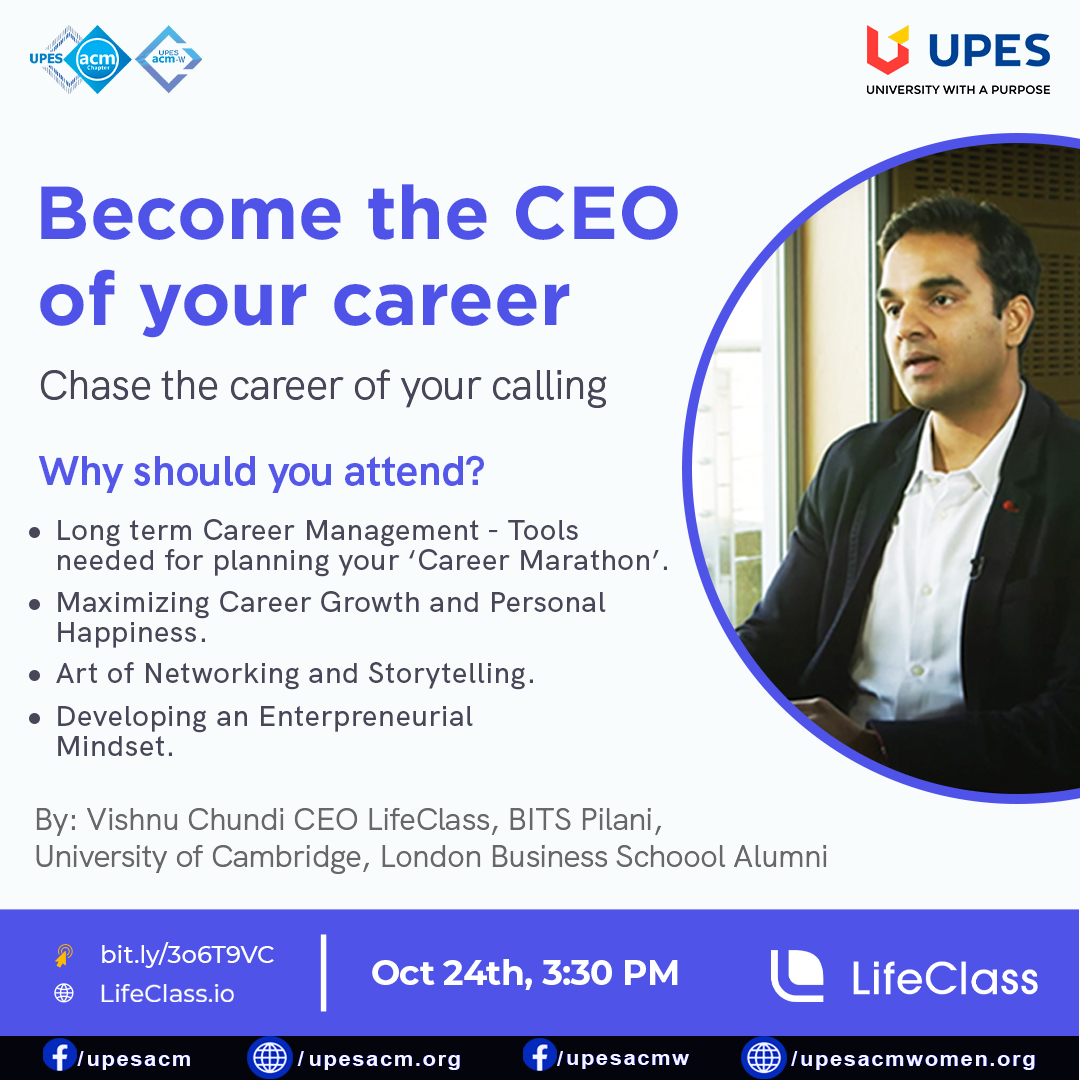 UPES acm Chapter
UPES acm-w
UPES
UNIVERSITY WITH A PURPOSE
Become the CEO
of your career
Chase the career of your calling
Why should you attend?
• Long term Career Management - Tools
needed for planning your ‘Career Marathon’.
• Maximizing Career Growth and Personal
Happiness.
• Art of Networking and Storytelling.
• Developing an Enterpreneurial
Mindset.
By: Vishnu Chundi CEO LifeClass, BITS Pilani,
University of Cambridge, London Business Schoool Alumni
bit.ly/3o6T9VC
LifeClass.io
Oct 24th, 3:30 PM
LifeClass
/upesacm
/upesacm.org
/upesacmw
/upesacmwomen.org